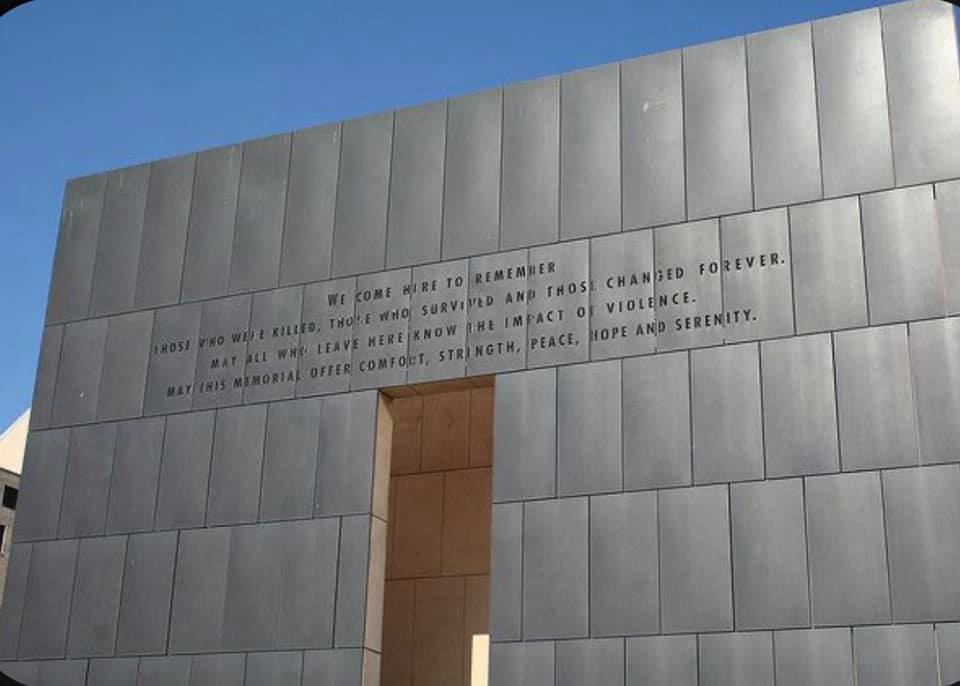 WE COME HERE TO REMEMBER
THOSE WHO WERE KILLED, THOSE WHO SURVIVED AND THOSE CHANGED FOREVER.
MAY ALL WHO LEAVE HERE KNOW THE IMPACT OF VIOLENCE.
MAY THIS MEMORIAL OFFER COMFORT, STRENGTH, PEACE, HOPE AND SERENITY.